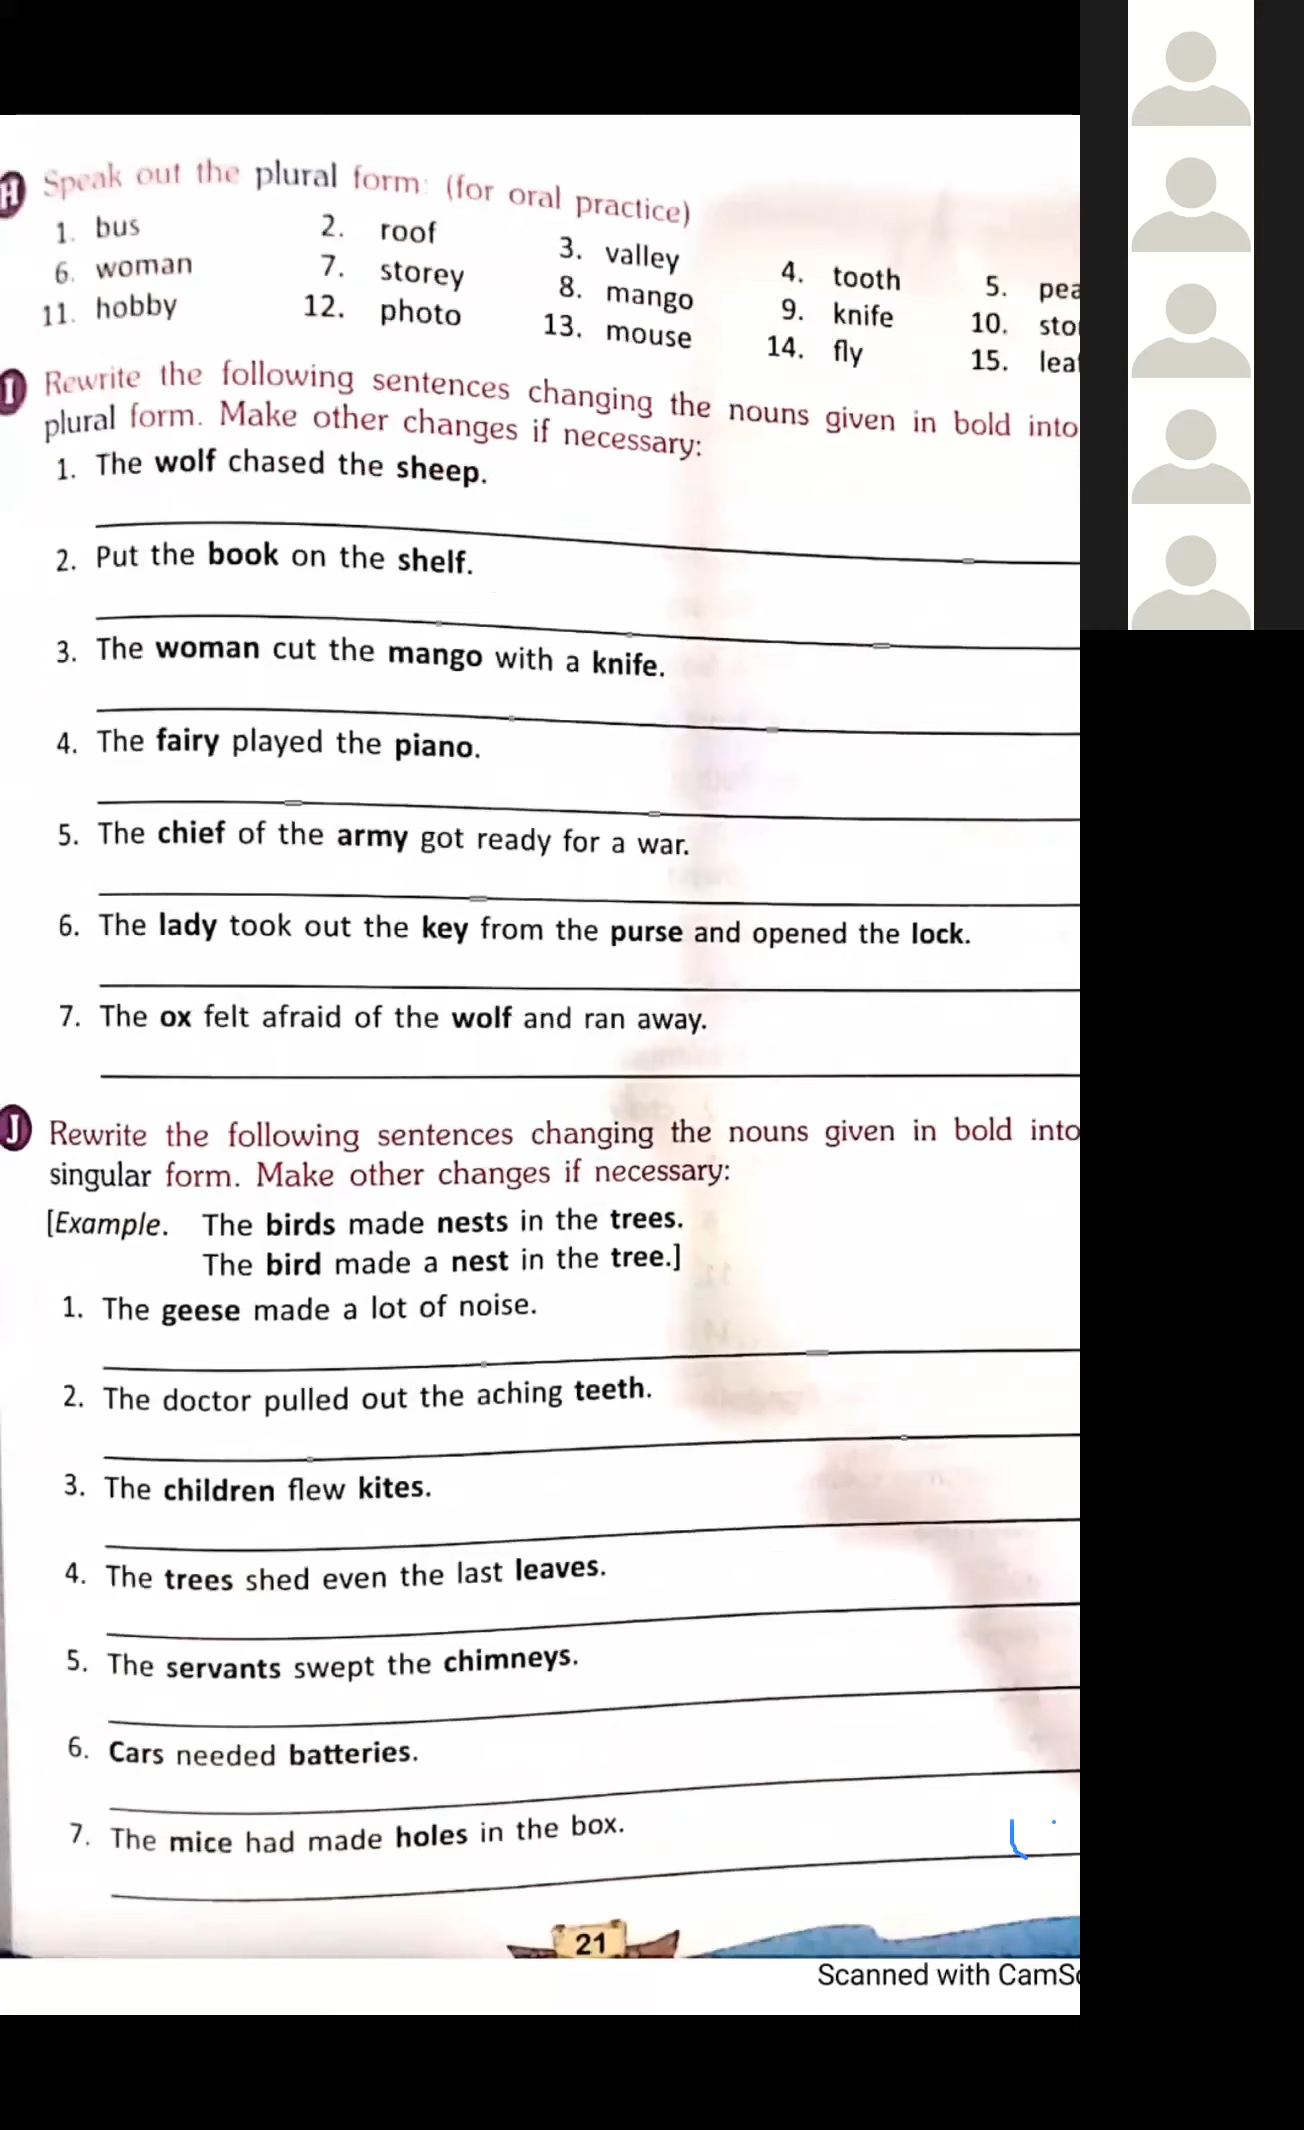 H Speak out the plural form: (for oral practice)
1. bus 2. roof 3. valley 4. tooth 5.
6. woman 7. storey 8. mango 9. knife 10.
11. hobby 12. photo 13. mouse 14. fly 15.
I Rewrite the following sentences changing the nouns given in bold into
plural form. Make other changes if necessary:
1. The wolf chased the sheep.
2. Put the book on the shelf.
3. The woman cut the mango with a knife.
4. The fairy played the piano.
5. The chief of the army got ready for a war.
6. The lady took out the key from the purse and opened the lock.
7. The ox felt afraid of the wolf and ran away.
J Rewrite the following sentences changing the nouns given in bold into
singular form. Make other changes if necessary:
[Example. The birds made nests in the trees.
The bird made a nest in the tree.]
1. The geese made a lot of noise.
2. The doctor pulled out the aching teeth.
3. The children flew kites.
4. The trees shed even the last leaves.
5. The servants swept the chimneys.
6. Cars needed batteries.
7. The mice had made holes in the box.
21
Scanned with